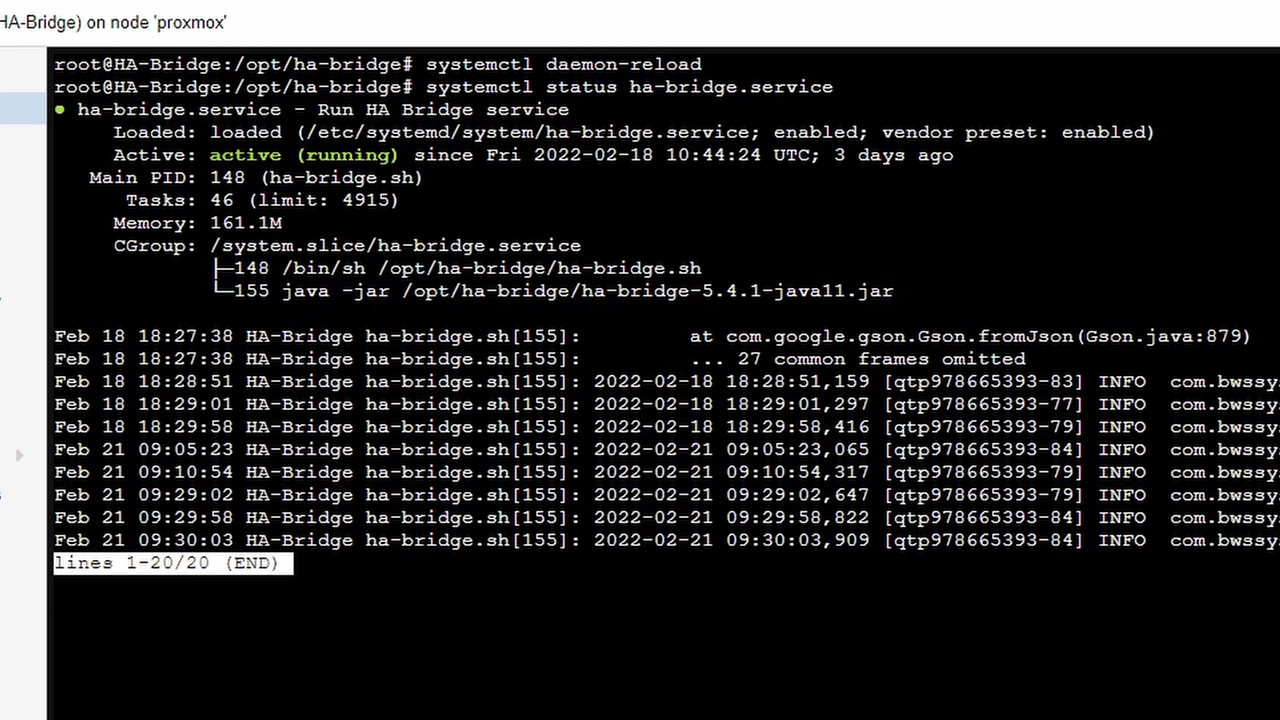 HA-Bridge) on node 'proxmox'
root@HA-Bridge:/opt/ha-bridge# systemctl daemon-reload
root@HA-Bridge:/opt/ha-bridge# systemctl status ha-bridge.service
● ha-bridge.service - Run HA Bridge service
Loaded: loaded (/etc/systemd/system/ha-bridge.service; enabled; vendor preset: enabled)
Active: active (running) since Fri 2022-02-18 10:44:24 UTC; 3 days ago
Main PID: 148 (ha-bridge.sh)
Tasks: 46 (limit: 4915)
Memory: 161.1M
CGroup: /system.slice/ha-bridge.service
├─148 /bin/sh /opt/ha-bridge/ha-bridge.sh
└─155 java -jar /opt/ha-bridge/ha-bridge-5.4.1-java11.jar
Feb 18 18:27:38 HA-Bridge ha-bridge.sh[155]: at com.google.gson.Gson.fromJson(Gson.java:879)
Feb 18 18:27:38 HA-Bridge ha-bridge.sh[155]: ... 27 common frames omitted
Feb 18 18:28:51 HA-Bridge ha-bridge.sh[155]: 2022-02-18 18:28:51,159 [qtp978665393-83] INFO com.bwssy
Feb 18 18:29:01 HA-Bridge ha-bridge.sh[155]: 2022-02-18 18:29:01,297 [qtp978665393-77] INFO com.bwssy
Feb 18 18:29:58 HA-Bridge ha-bridge.sh[155]: 2022-02-18 18:29:58,416 [qtp978665393-79] INFO com.bwssy
Feb 21 09:05:23 HA-Bridge ha-bridge.sh[155]: 2022-02-21 09:05:23,065 [qtp978665393-84] INFO com.bwssy
Feb 21 09:10:54 HA-Bridge ha-bridge.sh[155]: 2022-02-21 09:10:54,317 [qtp978665393-79] INFO com.bwssy
Feb 21 09:29:02 HA-Bridge ha-bridge.sh[155]: 2022-02-21 09:29:02,647 [qtp978665393-79] INFO com.bwssy
Feb 21 09:29:58 HA-Bridge ha-bridge.sh[155]: 2022-02-21 09:29:58,822 [qtp978665393-84] INFO com.bwssy
Feb 21 09:30:03 HA-Bridge ha-bridge.sh[155]: 2022-02-21 09:30:03,909 [qtp978665393-84] INFO com.bwssy
lines 1-20/20 (END)